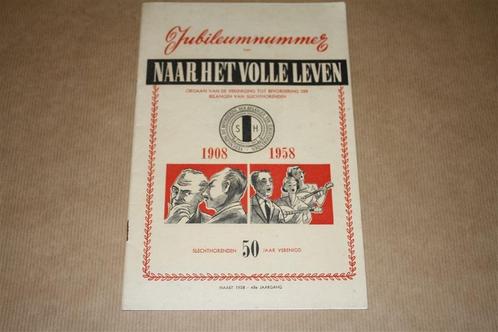 Jubileumnummer
van
NAAR HET VOLLE LEVEN
ORGAAN VAN DE VERENIGING TOT BEVORDERING DER
BELANGEN VAN SLECHTHORENDEN
S H
1908 1958
SLECHTHORENDEN 50 JAAR VERENIGD
MAART 1958 - 48e JAARGANG